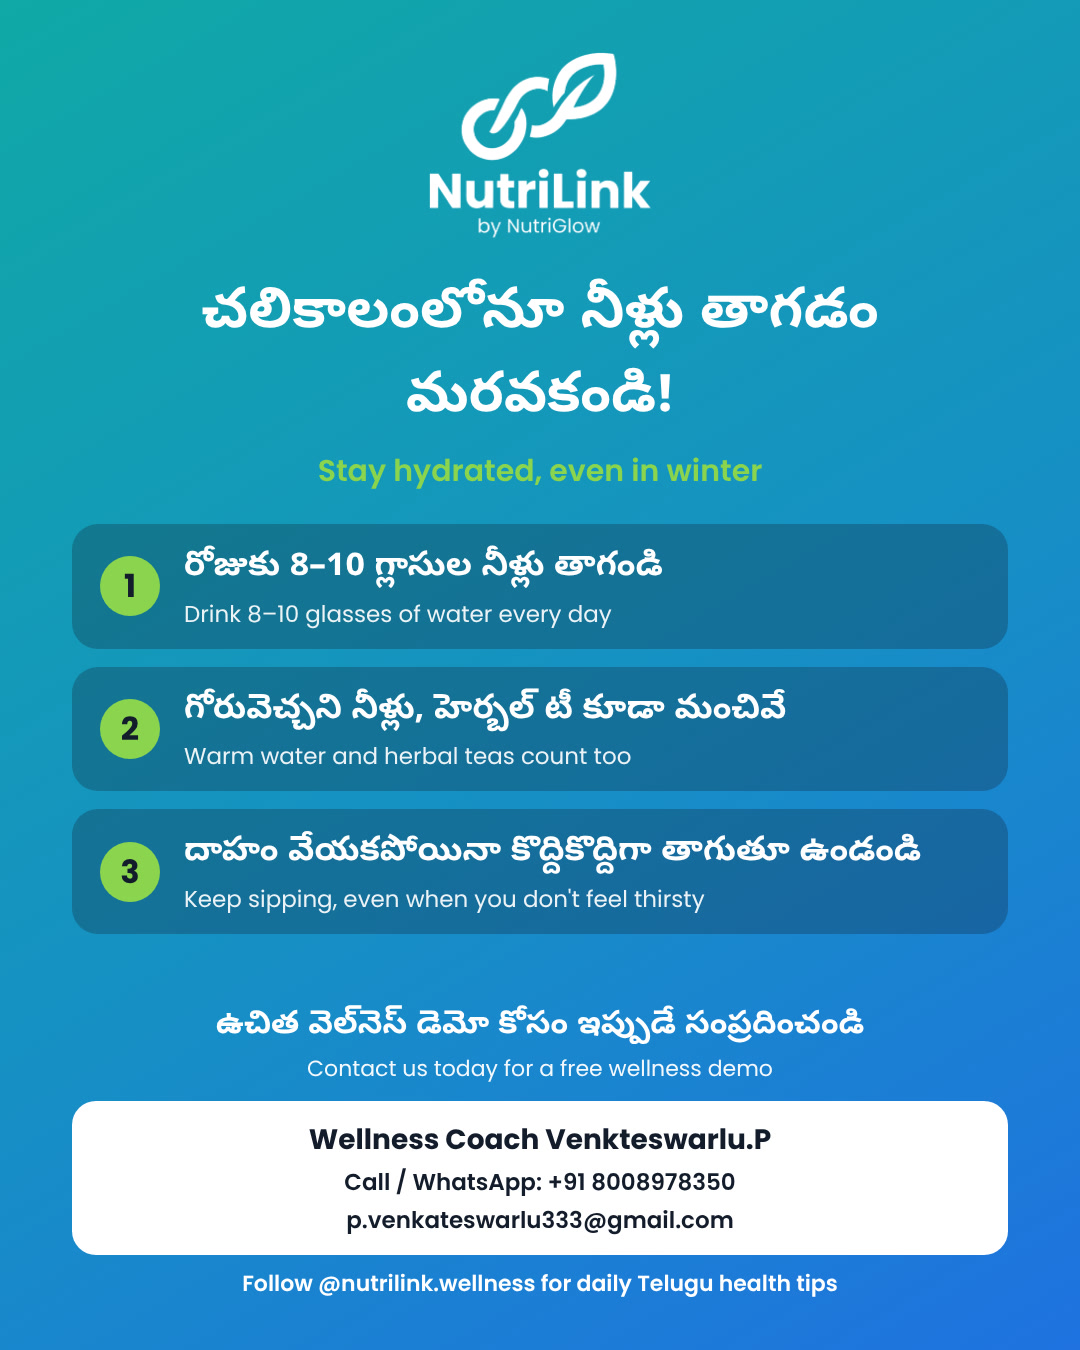 NutriLink
by NutriGlow
చలికాలంలోనూ నీళ్లు తాగడం
మరవకండి!
Stay hydrated, even in winter
1
రోజుకు 8–10 గ్లాసుల నీళ్లు తాగండి
Drink 8–10 glasses of water every day
2
గోరువెచ్చని నీళ్లు, హెర్బల్ టీ కూడా మంచివే
Warm water and herbal teas count too
3
దాహం వేయకపోయినా కొద్దికొద్దిగా తాగుతూ ఉండండి
Keep sipping, even when you don't feel thirsty
ఉచిత వెల్‌నెస్ డెమో కోసం ఇప్పుడే సంప్రదించండి
Contact us today for a free wellness demo
Wellness Coach Venkteswarlu.P
Call / WhatsApp: +91 8008978350
p.venkateswarlu333@gmail.com
Follow @nutrilink.wellness for daily Telugu health tips